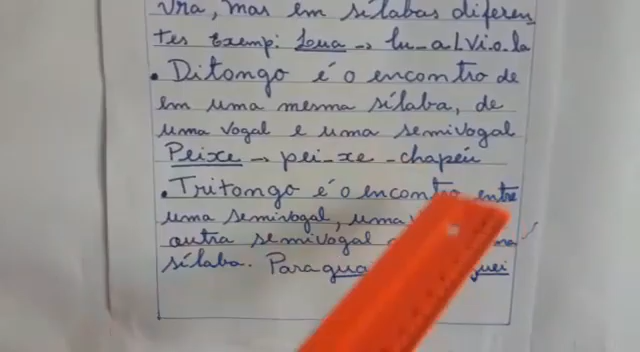 vra, mas em sílabas diferen
tes Exemp: Lua -> lu-a LVi.o.la
. Ditongo é o encontro de
em uma mesma sílaba, de
uma vogal e uma semivogal
Peixe -> pei-xe - chapéu
. Tritongo é o encontro entre
uma semivogal, uma
outra semivogal
sílaba. Paraguai